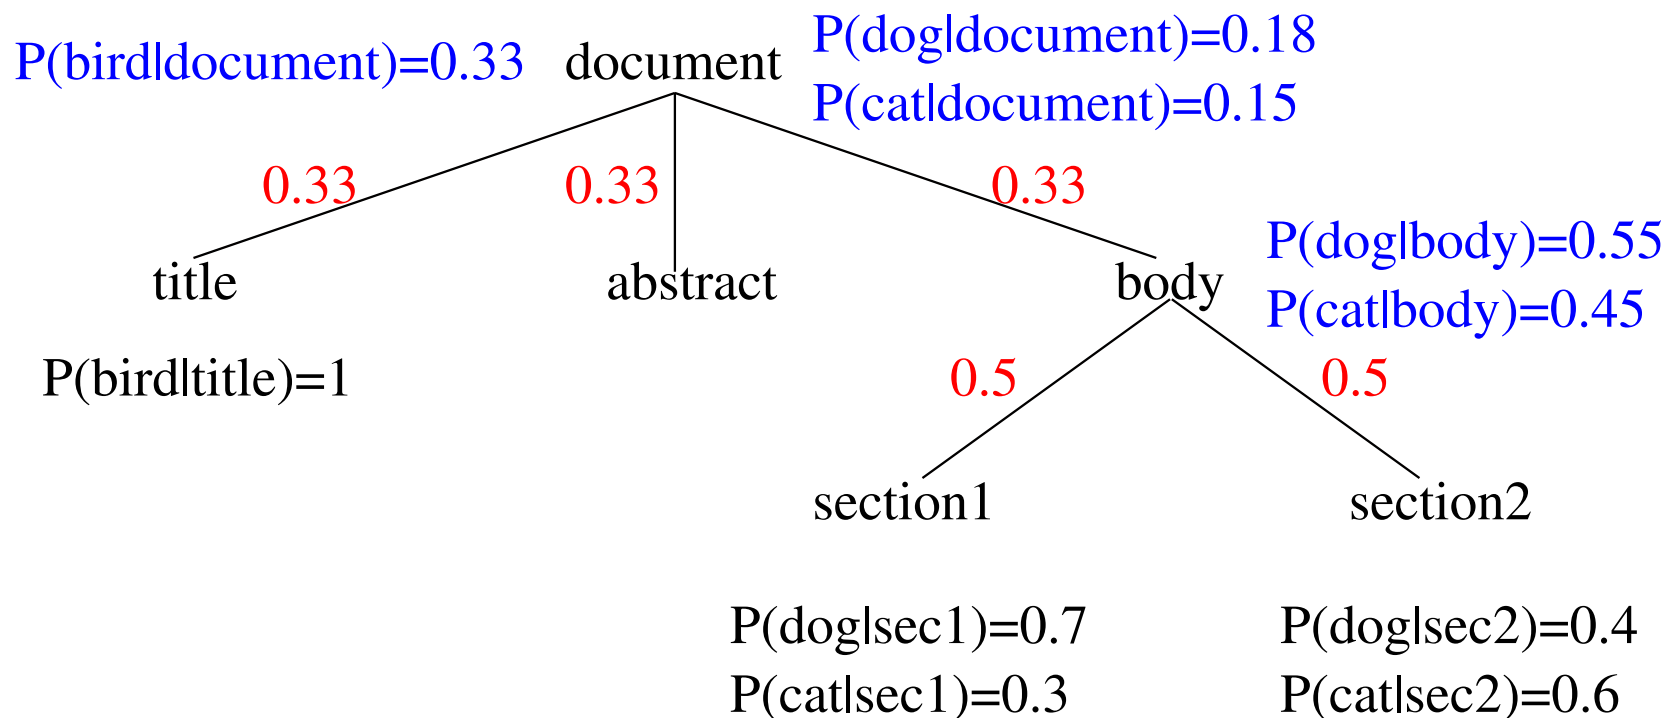 P(bird|document)=0.33
document
P(dog|document)=0.18
P(cat|document)=0.15
0.33
0.33
0.33
title
abstract
body
P(dog|body)=0.55
P(cat|body)=0.45
P(bird|title)=1
0.5
0.5
section1
section2
P(dog|sec1)=0.7
P(cat|sec1)=0.3
P(dog|sec2)=0.4
P(cat|sec2)=0.6